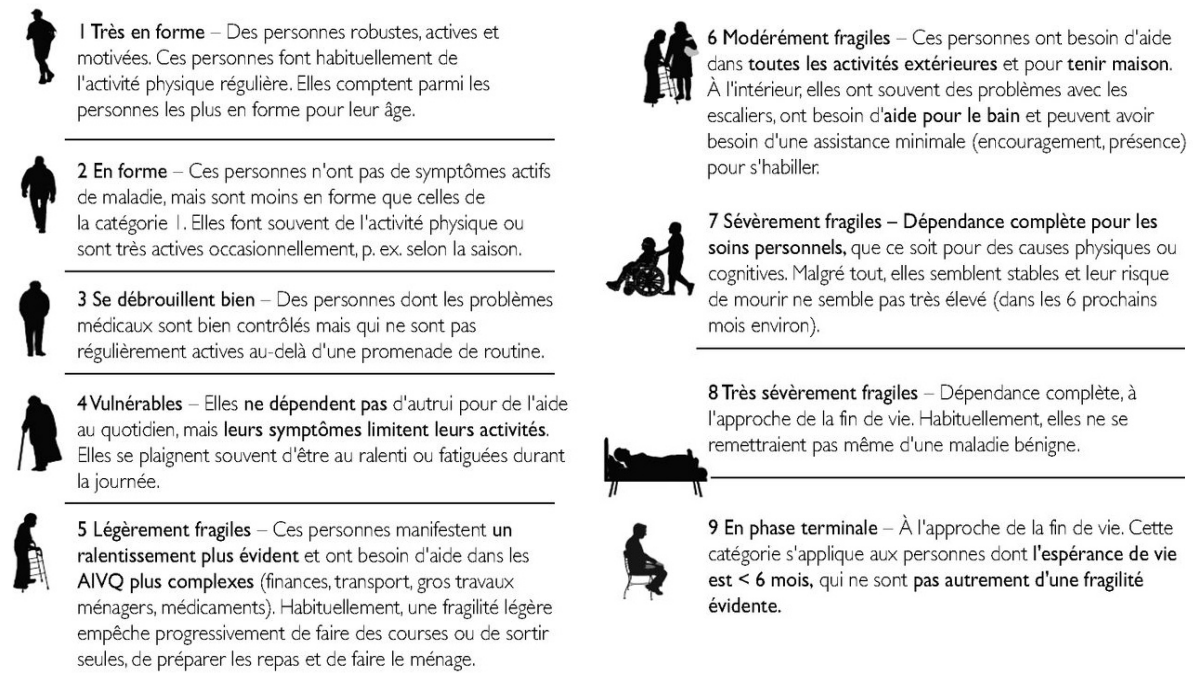 1 Très en forme – Des personnes robustes, actives et
motivées. Ces personnes font habituellement de
l'activité physique régulière. Elles comptent parmi les
personnes les plus en forme pour leur âge.
2 En forme – Ces personnes n'ont pas de symptômes actifs
de maladie, mais sont moins en forme que celles de
la catégorie 1. Elles font souvent de l'activité physique ou
sont très actives occasionnellement, p. ex. selon la saison.
3 Se débrouillent bien – Des personnes dont les problèmes
médicaux sont bien contrôlés mais qui ne sont pas
régulièrement actives au-delà d'une promenade de routine.
4 Vulnérables – Elles ne dépendent pas d'autrui pour de l'aide
au quotidien, mais leurs symptômes limitent leurs activités.
Elles se plaignent souvent d'être au ralenti ou fatiguées durant
la journée.
5 Légèrement fragiles – Ces personnes manifestent un
ralentissement plus évident et ont besoin d'aide dans les
AIVQ plus complexes (finances, transport, gros travaux
ménagers, médicaments). Habituellement, une fragilité légère
empêche progressivement de faire des courses ou de sortir
seules, de préparer les repas et de faire le ménage.
6 Modérément fragiles – Ces personnes ont besoin d'aide
dans toutes les activités extérieures et pour tenir maison.
À l'intérieur, elles ont souvent des problèmes avec les
escaliers, ont besoin d'aide pour le bain et peuvent avoir
besoin d'une assistance minimale (encouragement, présence)
pour s'habiller.
7 Sévèrement fragiles – Dépendance complète pour les
soins personnels, que ce soit pour des causes physiques ou
cognitives. Malgré tout, elles semblent stables et leur risque
de mourir ne semble pas très élevé (dans les 6 prochains
mois environ).
8 Très sévèrement fragiles – Dépendance complète, à
l'approche de la fin de vie. Habituellement, elles ne se
remettraient pas même d'une maladie bénigne.
9 En phase terminale – À l'approche de la fin de vie. Cette
catégorie s'applique aux personnes dont l'espérance de vie
est < 6 mois, qui ne sont pas autrement d'une fragilité
évidente.